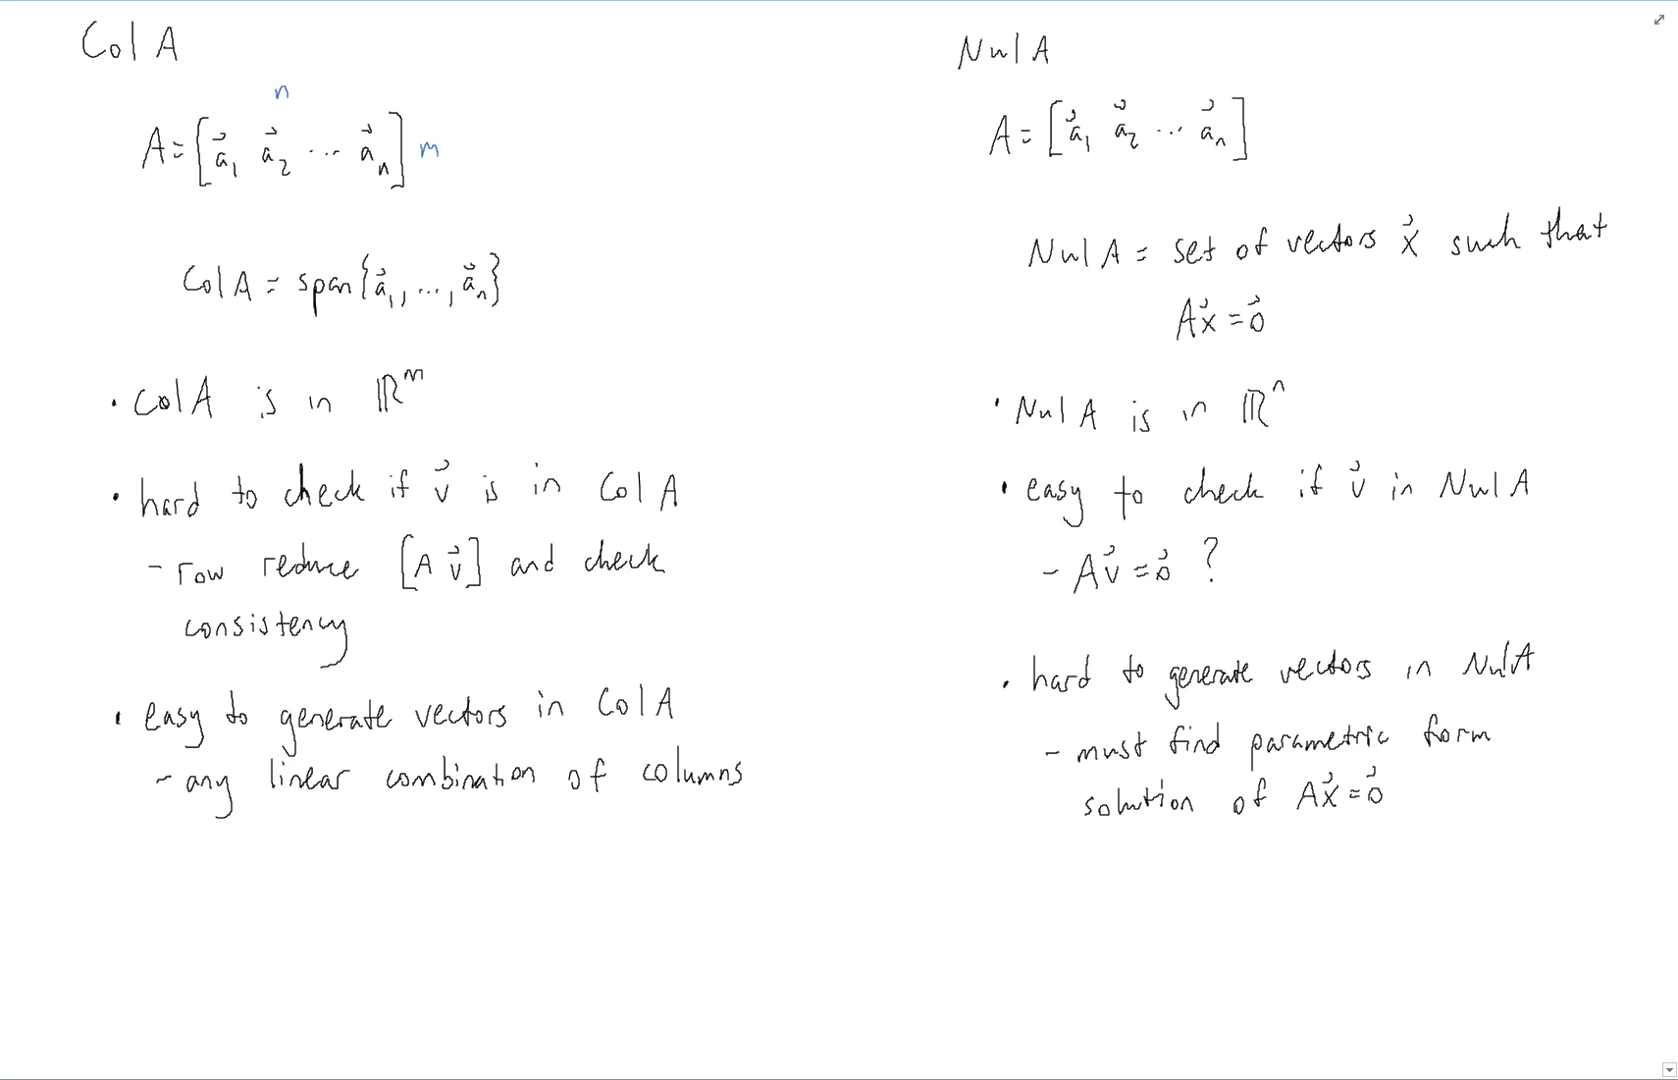 Col A
n
A = [a⃗₁ a⃗₂ ... a⃗ₙ] m
Col A = span{a⃗₁, ..., a⃗ₙ}
• Col A is in ℝᵐ
• hard to check if v⃗ is in Col A
- row reduce [A v⃗] and check
consistency
• easy to generate vectors in Col A
- any linear combination of columns
Nul A
A = [a⃗₁ a⃗₂ ... a⃗ₙ]
Nul A = set of vectors x⃗ such that
Ax⃗ = 0⃗
• Nul A is in ℝⁿ
• easy to check if v⃗ in Nul A
- Av⃗ = 0⃗ ?
• hard to generate vectors in Nul A
- must find parametric form
solution of Ax⃗ = 0⃗